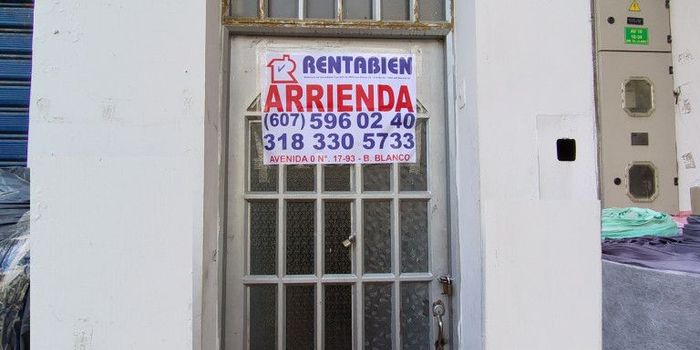 RENTABIEN
ARRIENDA
(607) 596 02 40
318 330 5733
AVENIDA 0 N°. 17-93 - B. BLANCO